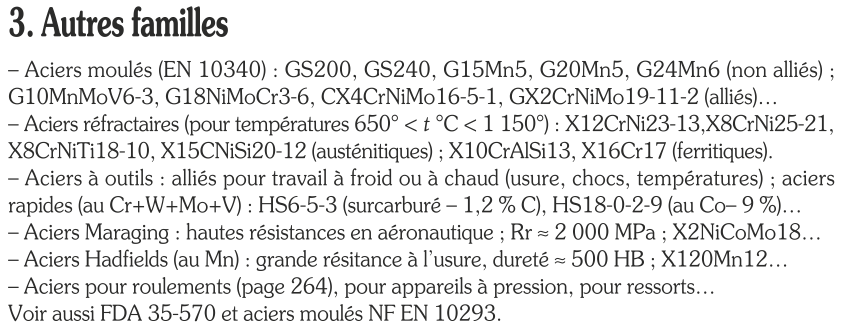 3. Autres familles
– Aciers moulés (EN 10340) : GS200, GS240, G15Mn5, G20Mn5, G24Mn6 (non alliés) ;
G10MnMoV6-3, G18NiMoCr3-6, CX4CrNiMo16-5-1, GX2CrNiMo19-11-2 (alliés)…
– Aciers réfractaires (pour températures 650° < t °C < 1 150°) : X12CrNi23-13,X8CrNi25-21,
X8CrNiTi18-10, X15CNiSi20-12 (austénitiques) ; X10CrAlSi13, X16Cr17 (ferritiques).
– Aciers à outils : alliés pour travail à froid ou à chaud (usure, chocs, températures) ; aciers
rapides (au Cr+W+Mo+V) : HS6-5-3 (surcarburé – 1,2 % C), HS18-0-2-9 (au Co– 9 %)…
– Aciers Maraging : hautes résistances en aéronautique ; Rr ≈ 2 000 MPa ; X2NiCoMo18…
– Aciers Hadfields (au Mn) : grande résitance à l'usure, dureté ≈ 500 HB ; X120Mn12…
– Aciers pour roulements (page 264), pour appareils à pression, pour ressorts…
Voir aussi FDA 35-570 et aciers moulés NF EN 10293.